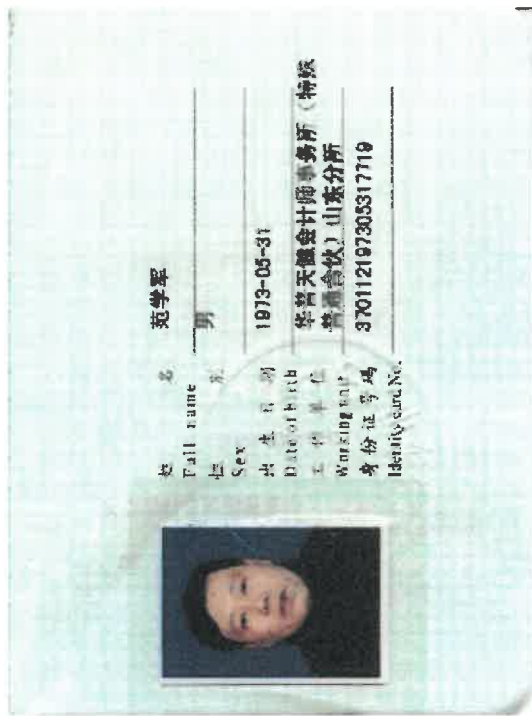 姓 名 范学军
Full name
性 别 男
Sex
出 生 日 期 1973-05-31
Date of birth
工 作 单 位 华普天健会计师事务所（特殊
普通合伙）山东分所
Working unit
身份证号码 370112197305317719
Identity card No.